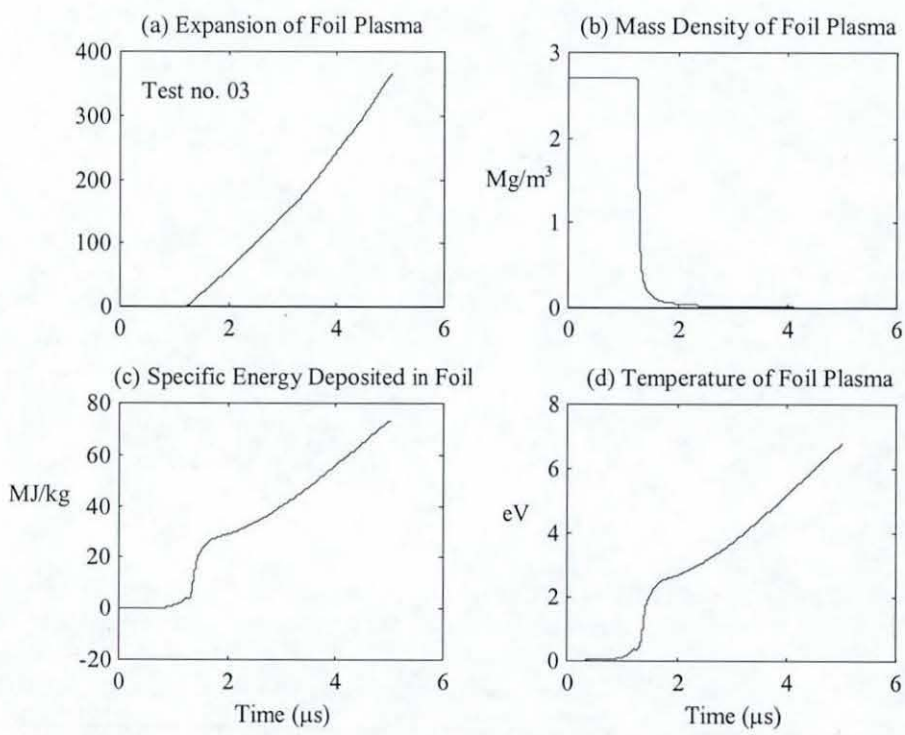 (a) Expansion of Foil Plasma
400
300
200
100
0
0 2 4 6
Test no. 03
(b) Mass Density of Foil Plasma
3
2
1
0
Mg/m³
0 2 4 6
(c) Specific Energy Deposited in Foil
80
60
40
20
0
-20
MJ/kg
0 2 4 6
Time (μs)
(d) Temperature of Foil Plasma
8
6
4
2
0
eV
0 2 4 6
Time (μs)